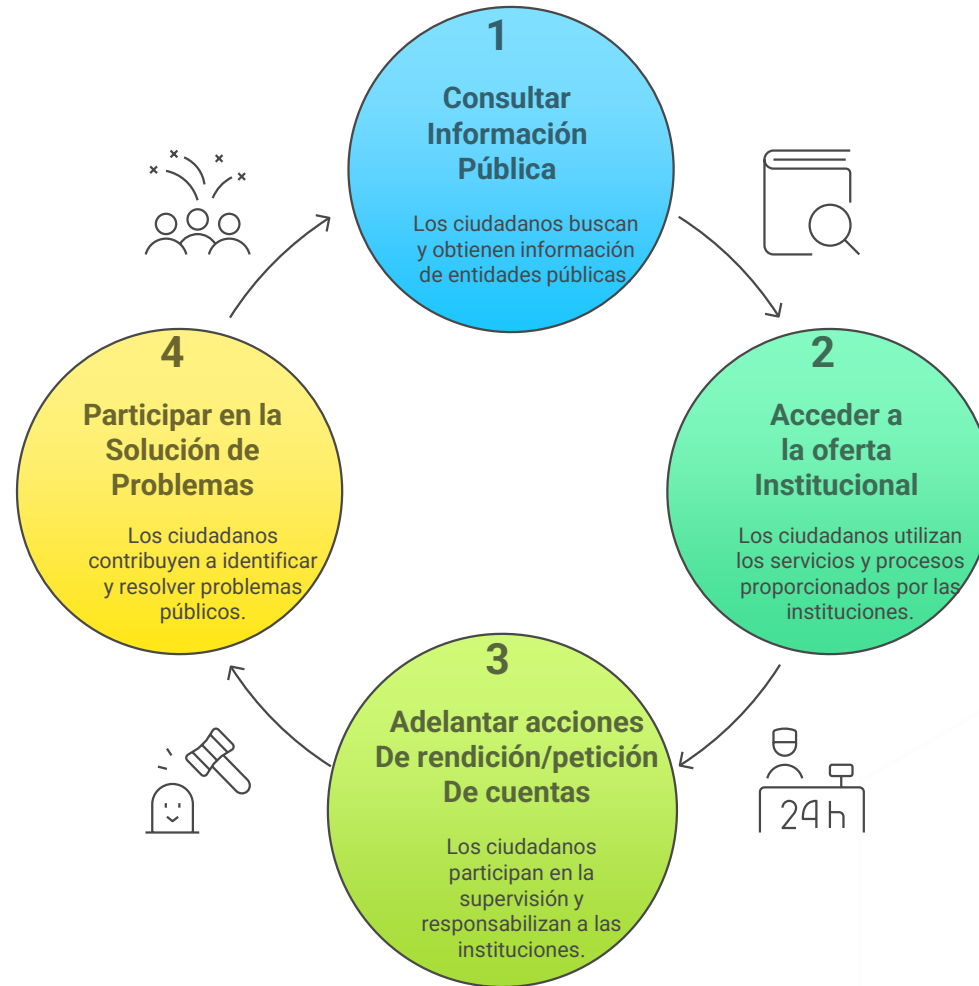 1
Consultar
Información
Pública
Los ciudadanos buscan
y obtienen información
de entidades públicas.
2
Acceder a
la oferta
Institucional
Los ciudadanos utilizan
los servicios y procesos
proporcionados por las
instituciones.
24h
3
Adelantar acciones
De rendición/petición
De cuentas
Los ciudadanos
participan en la
supervisión y
responsabilizan a las
instituciones.
4
Participar en la
Solución de
Problemas
Los ciudadanos
contribuyen a identificar
y resolver problemas
públicos.